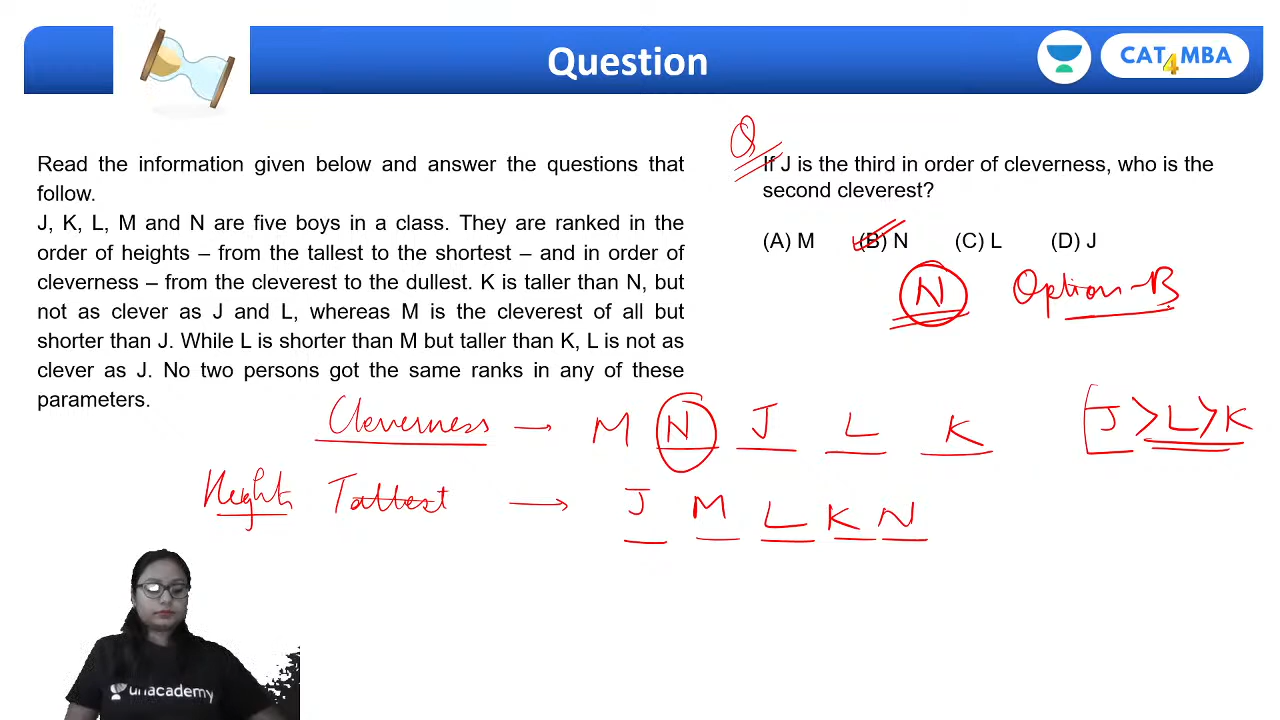 Question
CAT4MBA
Read the information given below and answer the questions that
follow.
J, K, L, M and N are five boys in a class. They are ranked in the
order of heights – from the tallest to the shortest – and in order of
cleverness – from the cleverest to the dullest. K is taller than N, but
not as clever as J and L, whereas M is the cleverest of all but
shorter than J. While L is shorter than M but taller than K, L is not as
clever as J. No two persons got the same ranks in any of these
parameters.
Q
If J is the third in order of cleverness, who is the
second cleverest?
(A) M (B) N (C) L (D) J
N Option-B
Cleverness → M N J L K
J > L > K
Height Tallest → J M L K N
unacademy